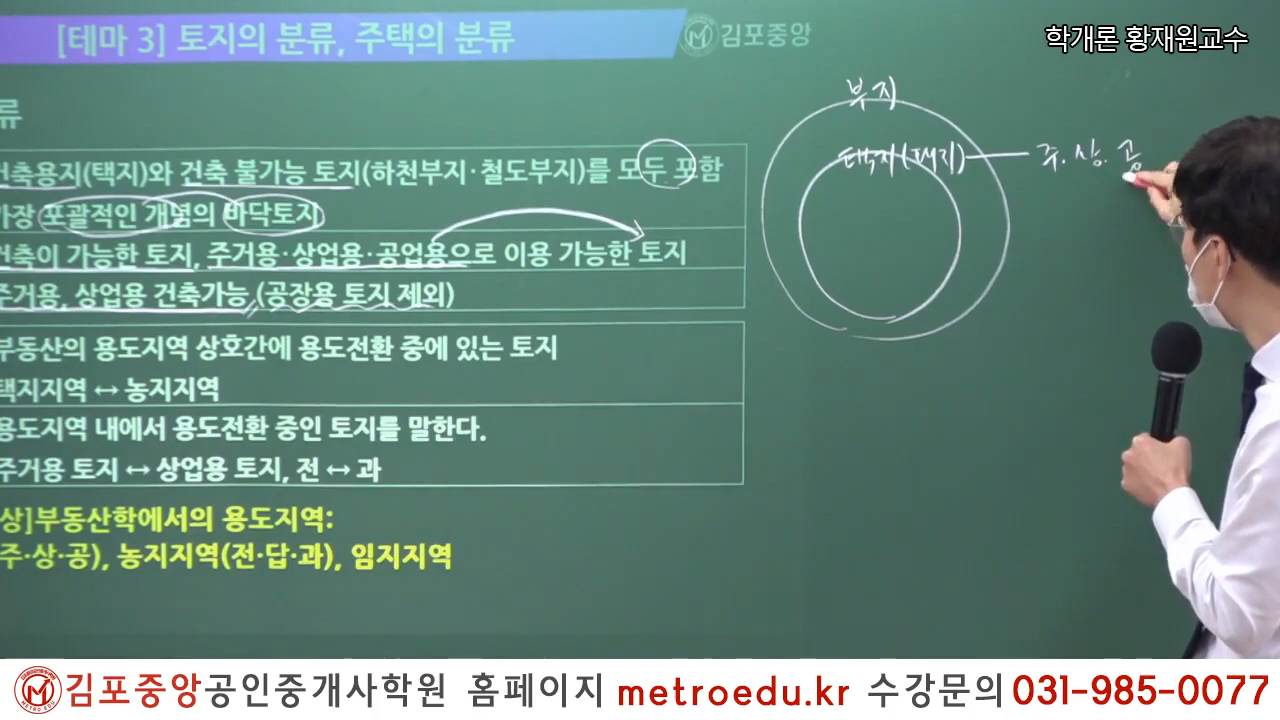 [테마 3] 토지의 분류, 주택의 분류
김포중앙
학개론 황재원교수
류
건축용지(택지)와 건축 불가능 토지(하천부지·철도부지)를 모두 포함
가장 포괄적인 개념의 바닥토지
건축이 가능한 토지, 주거용·상업용·공업용으로 이용 가능한 토지
주거용, 상업용 건축가능 (공장용 토지 제외)
부동산의 용도지역 상호간에 용도전환 중에 있는 토지
택지지역 ↔ 농지지역
용도지역 내에서 용도전환 중인 토지를 말한다.
주거용 토지 ↔ 상업용 토지, 전 ↔ 과
상]부동산학에서의 용도지역:
주·상·공), 농지지역(전·답·과), 임지지역
부지
택지(대지) 주. 상. 공
METRO EDU
김포중앙공인중개사학원 홈페이지 metroedu.kr 수강문의 031-985-0077